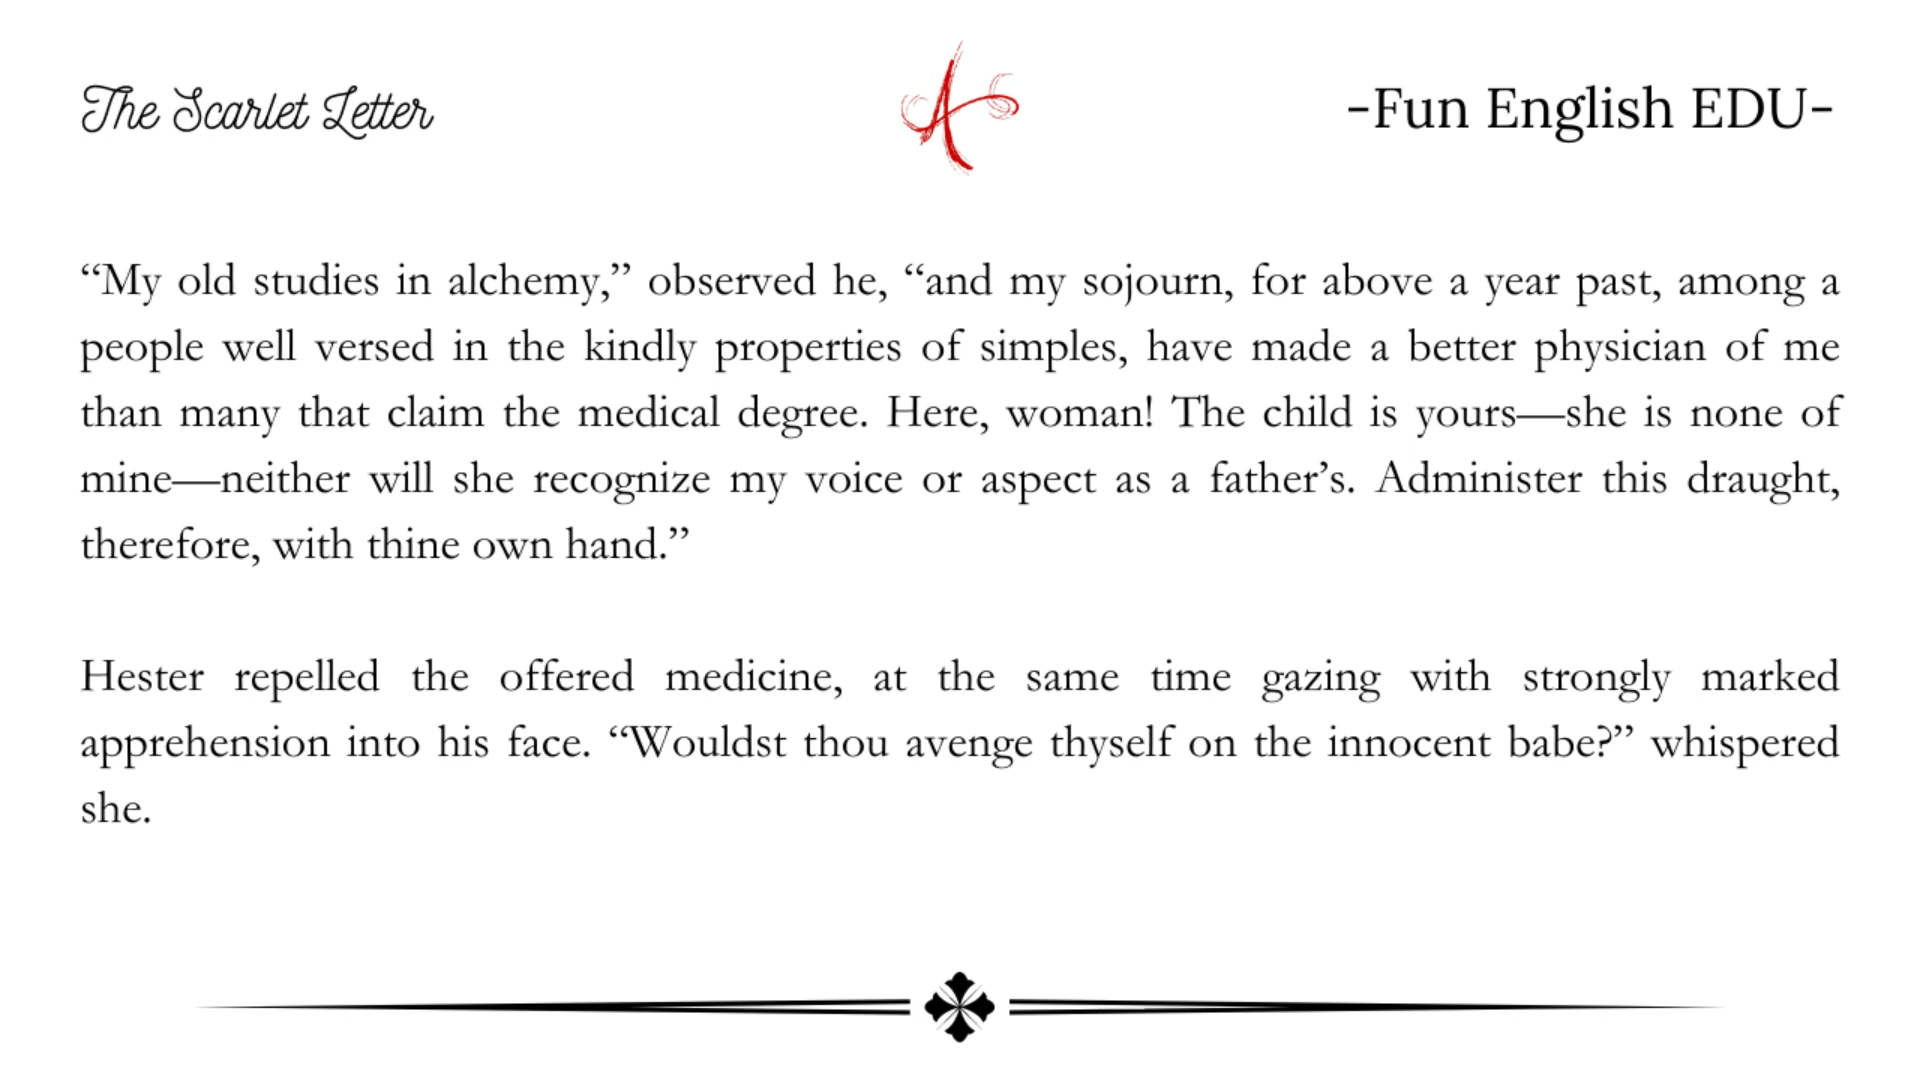 The Scarlet Letter
A
-Fun English EDU-
“My old studies in alchemy,” observed he, “and my sojourn, for above a year past, among a
people well versed in the kindly properties of simples, have made a better physician of me
than many that claim the medical degree. Here, woman! The child is yours—she is none of
mine—neither will she recognize my voice or aspect as a father’s. Administer this draught,
therefore, with thine own hand.”
Hester repelled the offered medicine, at the same time gazing with strongly marked
apprehension into his face. “Wouldst thou avenge thyself on the innocent babe?” whispered
she.